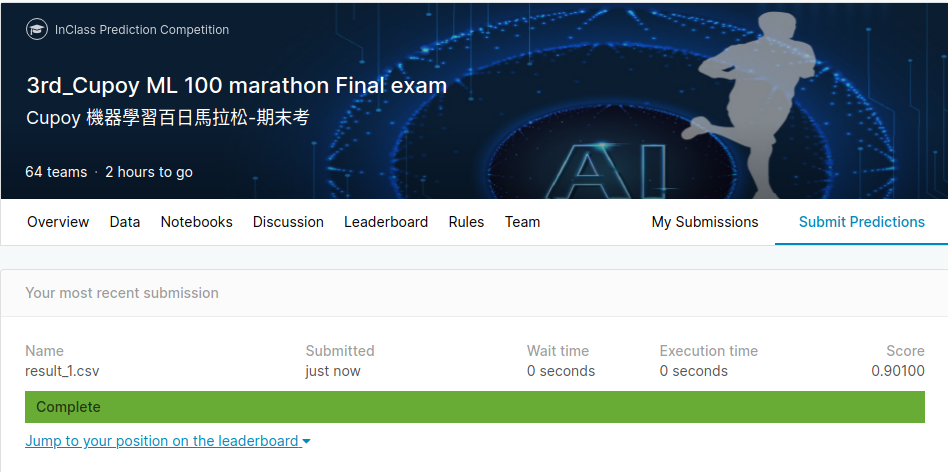 InClass Prediction Competition
3rd_Cupoy ML 100 marathon Final exam
Cupoy 機器學習百日馬拉松-期末考
64 teams · 2 hours to go
AI
Overview Data Notebooks Discussion Leaderboard Rules Team My Submissions Submit Predictions
Your most recent submission
Name Submitted Wait time Execution time Score
result_1.csv just now 0 seconds 0 seconds 0.90100
Complete
Jump to your position on the leaderboard